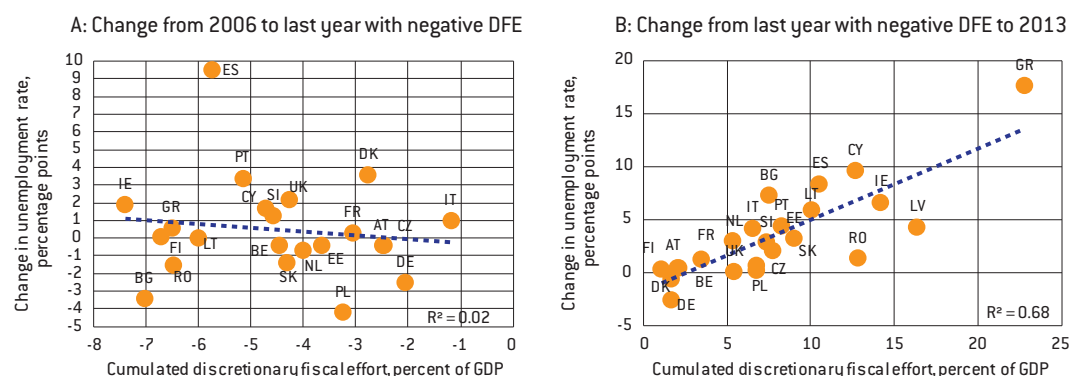 A: Change from 2006 to last year with negative DFE
Change in unemployment rate,
percentage points
10
9
8
7
6
5
4
3
2
1
0
-1
-2
-3
-4
-5
ES
PT
DK
IE
CY
SI
UK
GR
FR
IT
AT
CZ
FI
LT
BE
EE
NL
DE
BG
RO
SK
PL
R² = 0.02
-8
-7
-6
-5
-4
-3
-2
-1
0
Cumulated discretionary fiscal effort, percent of GDP
B: Change from last year with negative DFE to 2013
Change in unemployment rate,
percentage points
20
15
10
5
0
-5
GR
CY
ES
BG
IE
LT
IT
PT
LV
NL
SI
EE
FR
RO
SK
FI
AT
UK
CZ
BE
PL
DK
DE
R² = 0.68
0
5
10
15
20
25
Cumulated discretionary fiscal effort, percent of GDP